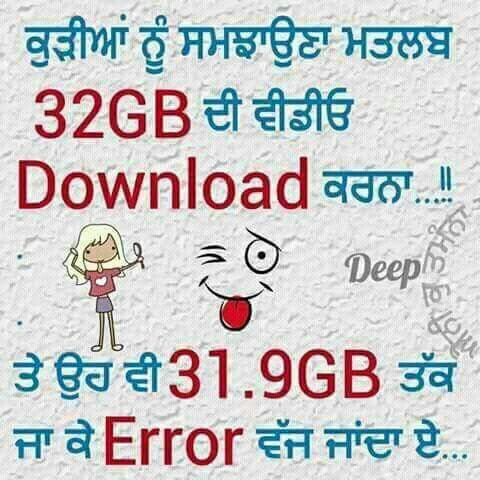 ਕੁੜੀਆਂ ਨੂੰ ਸਮਝਾਉਣਾ ਮਤਲਬ
32GB ਦੀ ਵੀਡੀਓ
Download ਕਰਨਾ...!!
Deep
ਤੇ ਉਹ ਵੀ 31.9GB ਤੱਕ
ਜਾ ਕੇ Error ਵੱਜ ਜਾਂਦਾ ਏ...